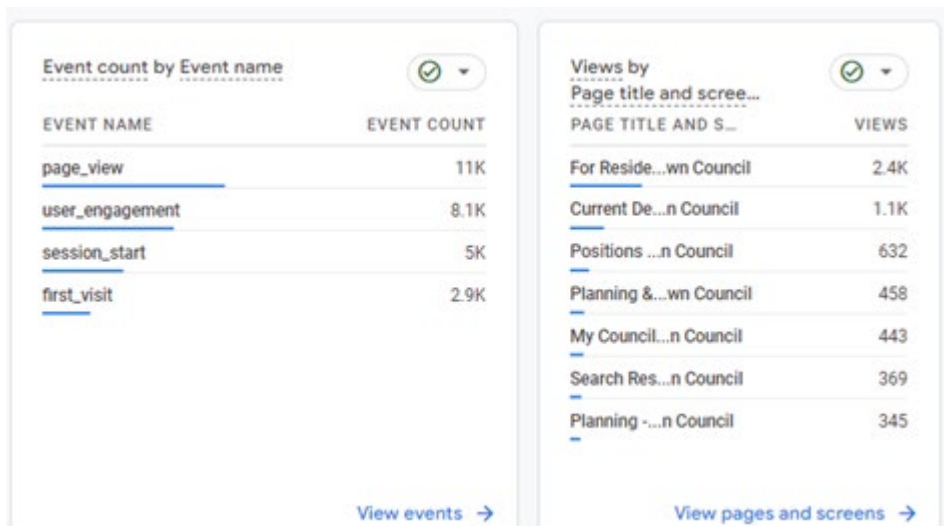 Event count by Event name
EVENT NAME EVENT COUNT
page_view 11K
user_engagement 8.1K
session_start 5K
first_visit 2.9K
View events →
Views by
Page title and scree...
PAGE TITLE AND S... VIEWS
For Reside...wn Council 2.4K
Current De...n Council 1.1K
Positions ...n Council 632
Planning &...wn Council 458
My Council...n Council 443
Search Res...n Council 369
Planning -...n Council 345
View pages and screens →